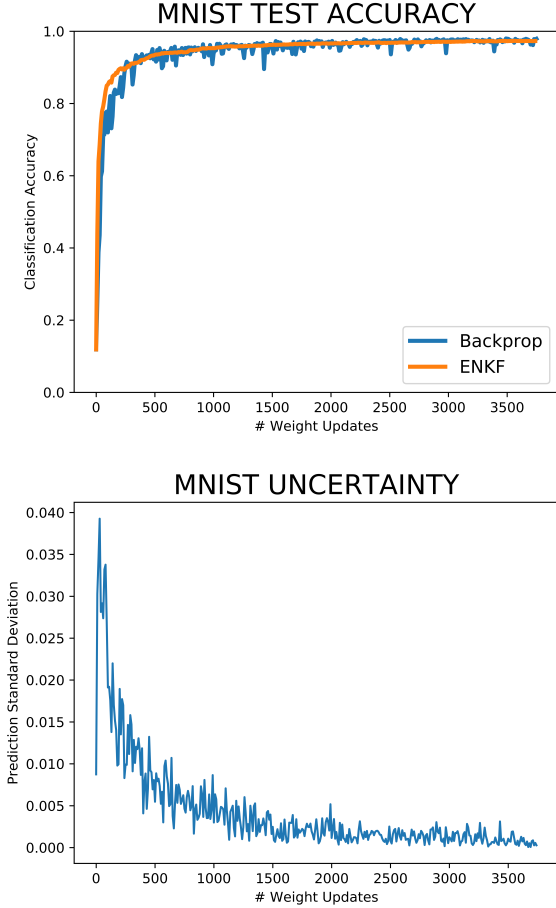 MNIST TEST ACCURACY
1.0
0.8
0.6
0.4
0.2
0.0
Classification Accuracy
Backprop
ENKF
0 500 1000 1500 2000 2500 3000 3500
# Weight Updates
MNIST UNCERTAINTY
0.040
0.035
0.030
0.025
0.020
0.015
0.010
0.005
0.000
Prediction Standard Deviation
0 500 1000 1500 2000 2500 3000 3500
# Weight Updates